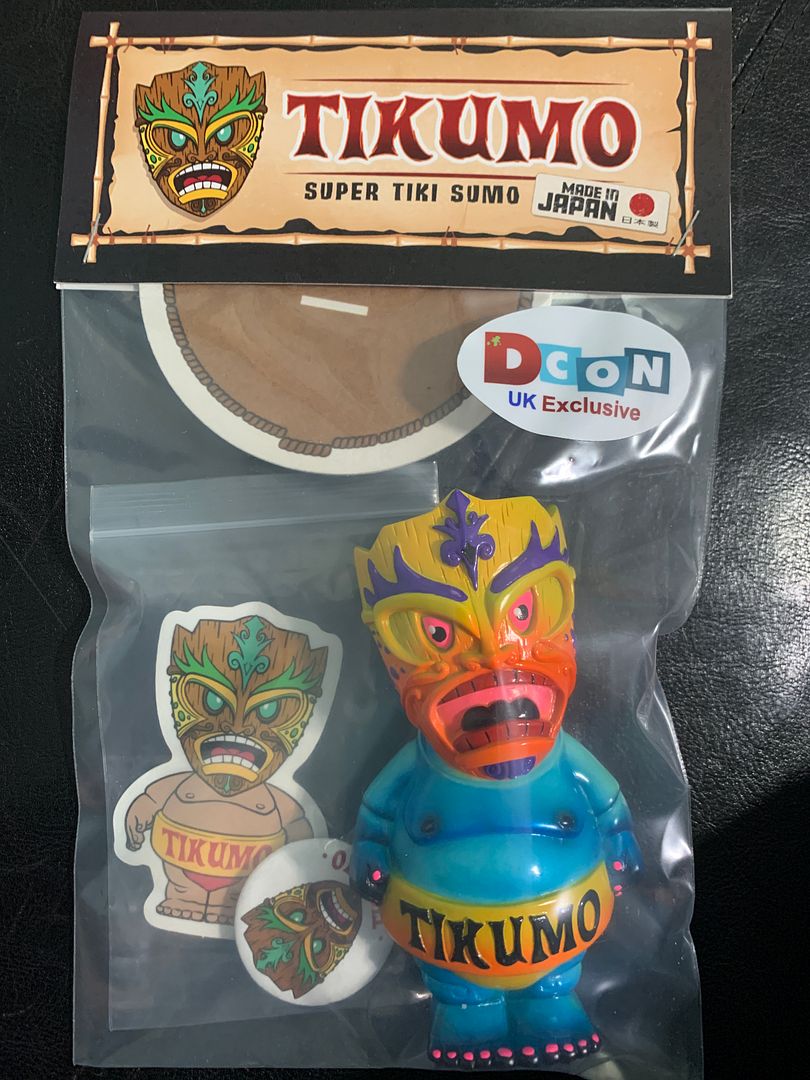 TIKUMO
SUPER TIKI SUMO
MADE IN
JAPAN
日本製
DCON
UK Exclusive
TIKUMO
TIKUMO